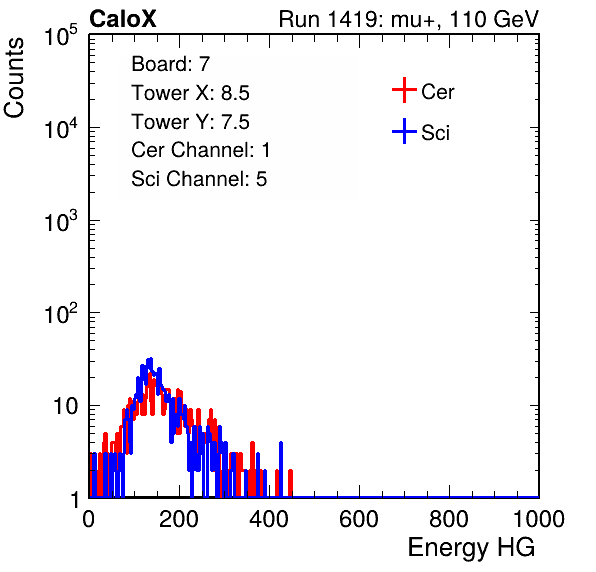 CaloX Run 1419: mu+, 110 GeV
Counts
Board: 7
Tower X: 8.5
Tower Y: 7.5
Cer Channel: 1
Sci Channel: 5
Cer
Sci
10^5
10^4
10^3
10^2
10
1
0 200 400 600 800 1000
Energy HG